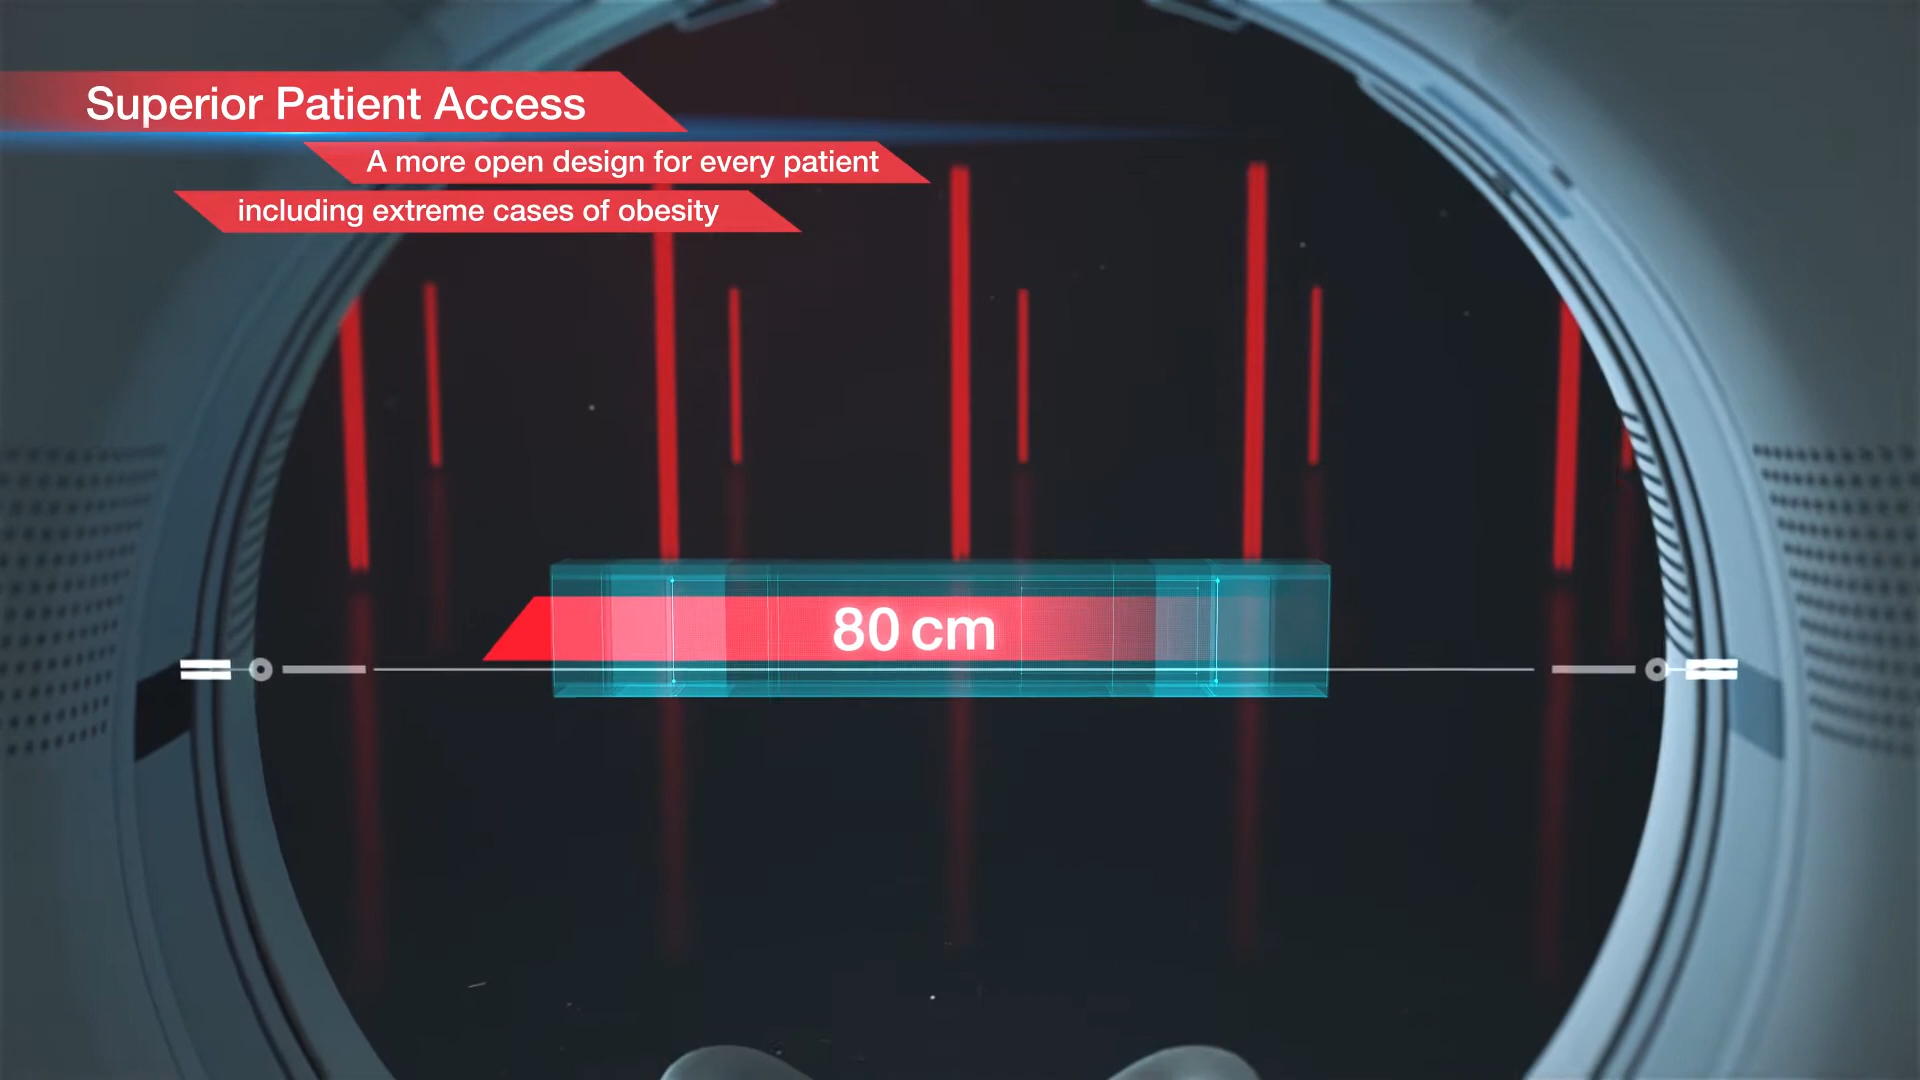 Superior Patient Access
A more open design for every patient
including extreme cases of obesity
80 cm